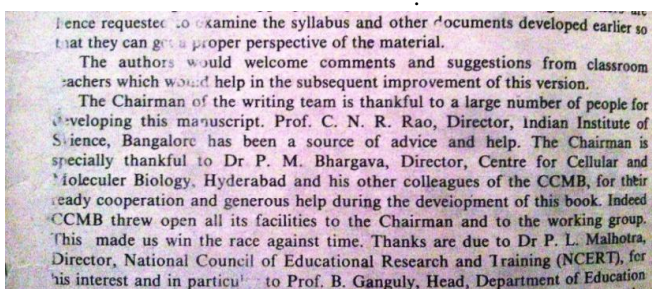 are
hence requested to examine the syllabus and other documents developed earlier so
that they can get a proper perspective of the material.
The authors would welcome comments and suggestions from classroom
teachers which would help in the subsequent improvement of this version.
The Chairman of the writing team is thankful to a large number of people for
developing this manuscript. Prof. C. N. R. Rao, Director, Indian Institute of
Science, Bangalore has been a source of advice and help. The Chairman is
specially thankful to Dr P. M. Bhargava, Director, Centre for Cellular and
Moleculer Biology, Hyderabad and his other colleagues of the CCMB, for their
ready cooperation and generous help during the development of this book. Indeed
CCMB threw open all its facilities to the Chairman and to the working group.
This made us win the race against time. Thanks are due to Dr P. L. Malhotra,
Director, National Council of Educational Research and Training (NCERT), for
his interest and in particular to Prof. B. Ganguly, Head, Department of Education